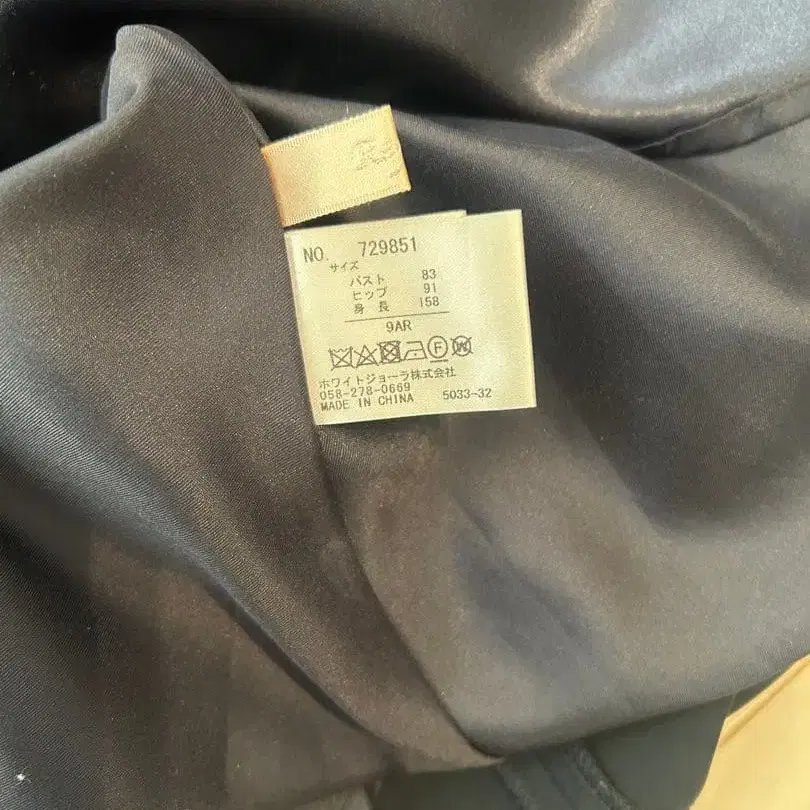 NO. 729851
サイズ
バスト 83
ヒップ 91
身長 158
9AR
F W
ホワイトジョーラ株式会社
058-278-0669
MADE IN CHINA 5033-32